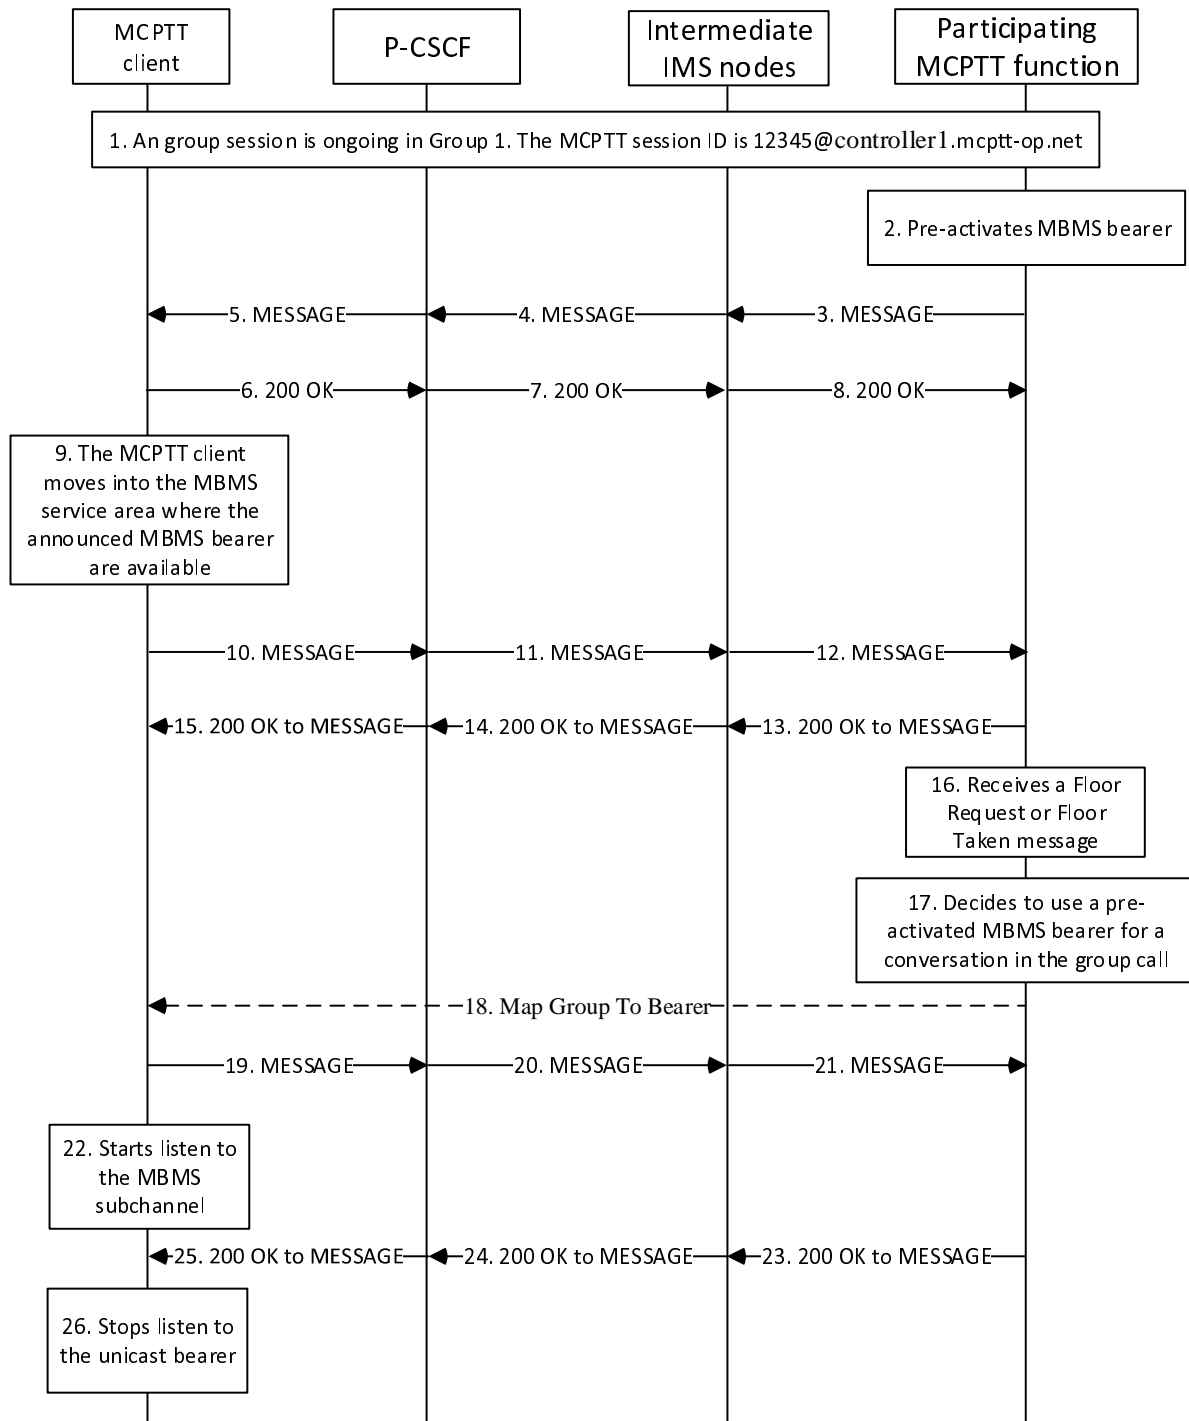 MCPTT
client
P-CSCF
Intermediate
IMS nodes
Participating
MCPTT function
1. An group session is ongoing in Group 1. The MCPTT session ID is 12345@controller1.mcptt-op.net
2. Pre-activates MBMS bearer
5. MESSAGE
4. MESSAGE
3. MESSAGE
6. 200 OK
7. 200 OK
8. 200 OK
9. The MCPTT client
moves into the MBMS
service area where the
announced MBMS bearer
are available
10. MESSAGE
11. MESSAGE
12. MESSAGE
15. 200 OK to MESSAGE
14. 200 OK to MESSAGE
13. 200 OK to MESSAGE
16. Receives a Floor
Request or Floor
Taken message
17. Decides to use a pre-
activated MBMS bearer for a
conversation in the group call
18. Map Group To Bearer
19. MESSAGE
20. MESSAGE
21. MESSAGE
22. Starts listen to
the MBMS
subchannel
25. 200 OK to MESSAGE
24. 200 OK to MESSAGE
23. 200 OK to MESSAGE
26. Stops listen to
the unicast bearer